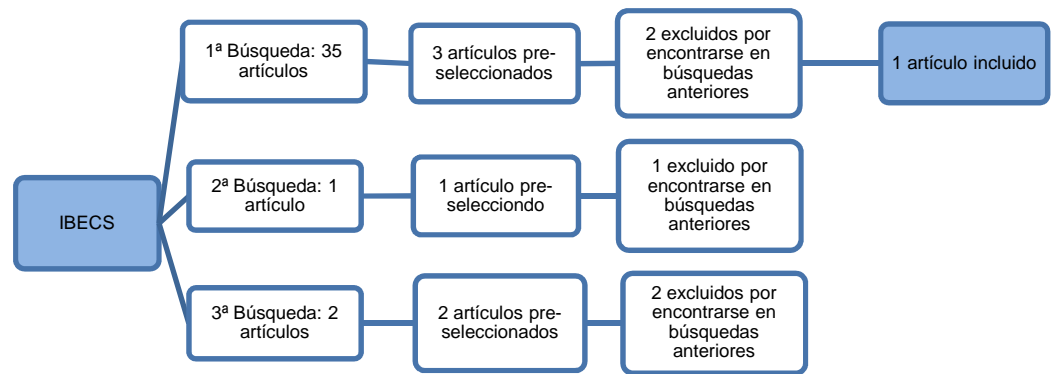 IBECS
1ª Búsqueda: 35
artículos
3 artículos pre-
seleccionados
2 excluidos por
encontrarse en
búsquedas
anteriores
1 artículo incluido
2ª Búsqueda: 1
artículo
1 artículo pre-
selecciondo
1 excluido por
encontrarse en
búsquedas
anteriores
3ª Búsqueda: 2
artículos
2 artículos pre-
seleccionados
2 excluidos por
encontrarse en
búsquedas
anteriores